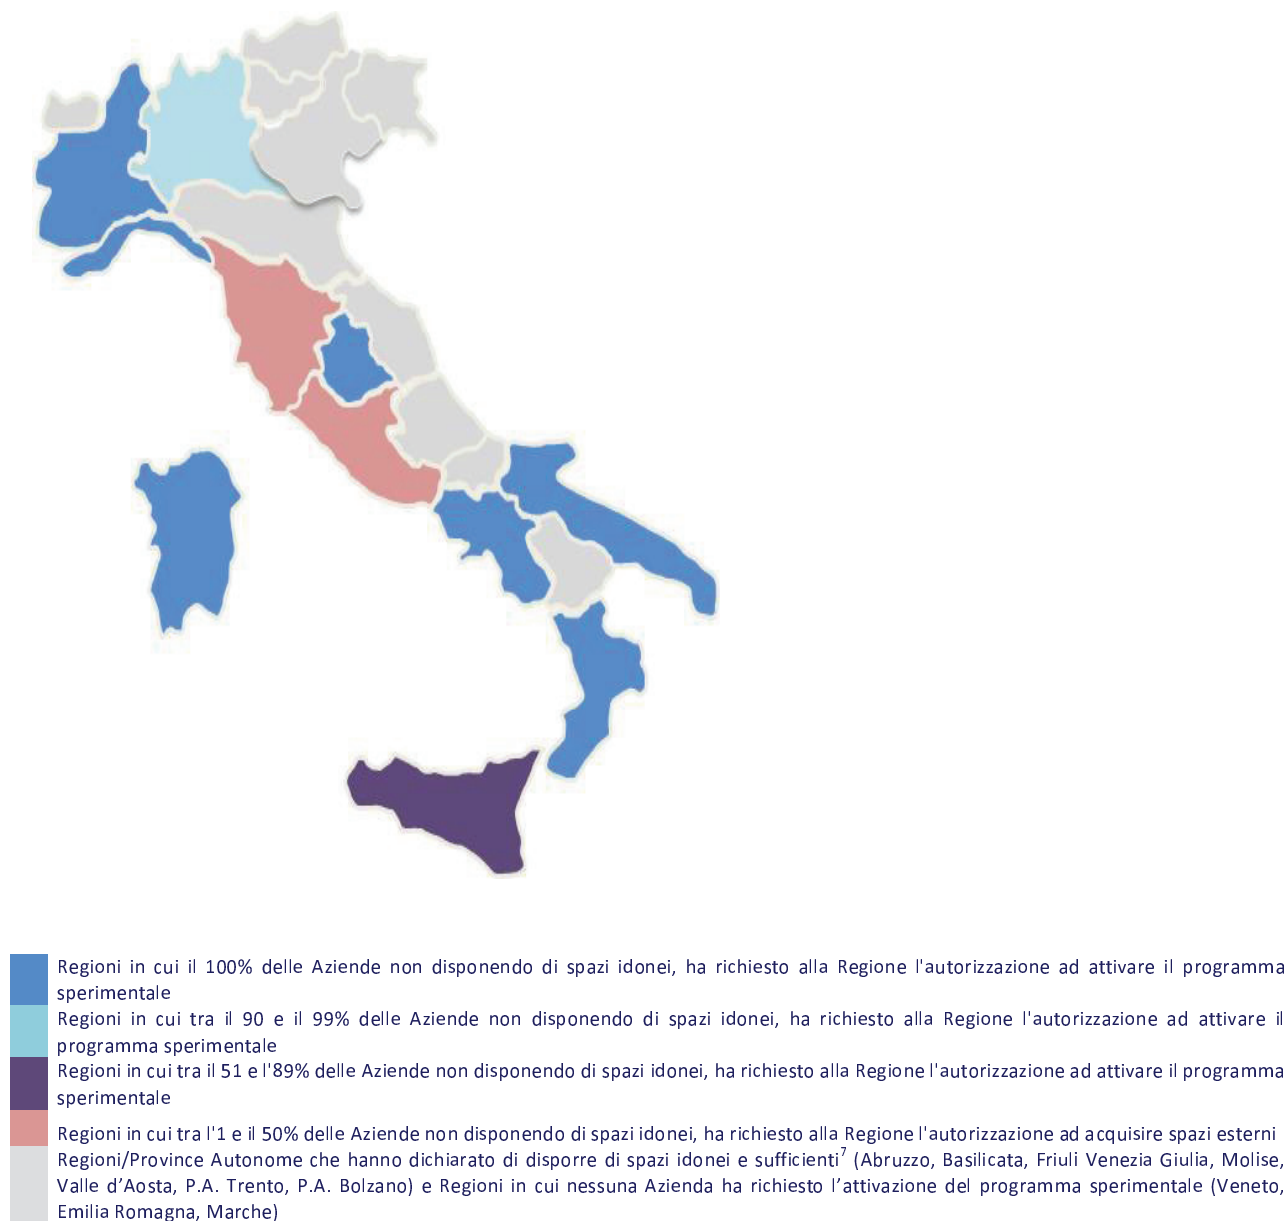 Regioni in cui il 100% delle Aziende non disponendo di spazi idonei, ha richiesto alla Regione l'autorizzazione ad attivare il programma
sperimentale
Regioni in cui tra il 90 e il 99% delle Aziende non disponendo di spazi idonei, ha richiesto alla Regione l'autorizzazione ad attivare il
programma sperimentale
Regioni in cui tra il 51 e l'89% delle Aziende non disponendo di spazi idonei, ha richiesto alla Regione l'autorizzazione ad attivare il programma
sperimentale
Regioni in cui tra l'1 e il 50% delle Aziende non disponendo di spazi idonei, ha richiesto alla Regione l'autorizzazione ad acquisire spazi esterni
Regioni/Province Autonome che hanno dichiarato di disporre di spazi idonei e sufficienti⁷ (Abruzzo, Basilicata, Friuli Venezia Giulia, Molise,
Valle d’Aosta, P.A. Trento, P.A. Bolzano) e Regioni in cui nessuna Azienda ha richiesto l’attivazione del programma sperimentale (Veneto,
Emilia Romagna, Marche)